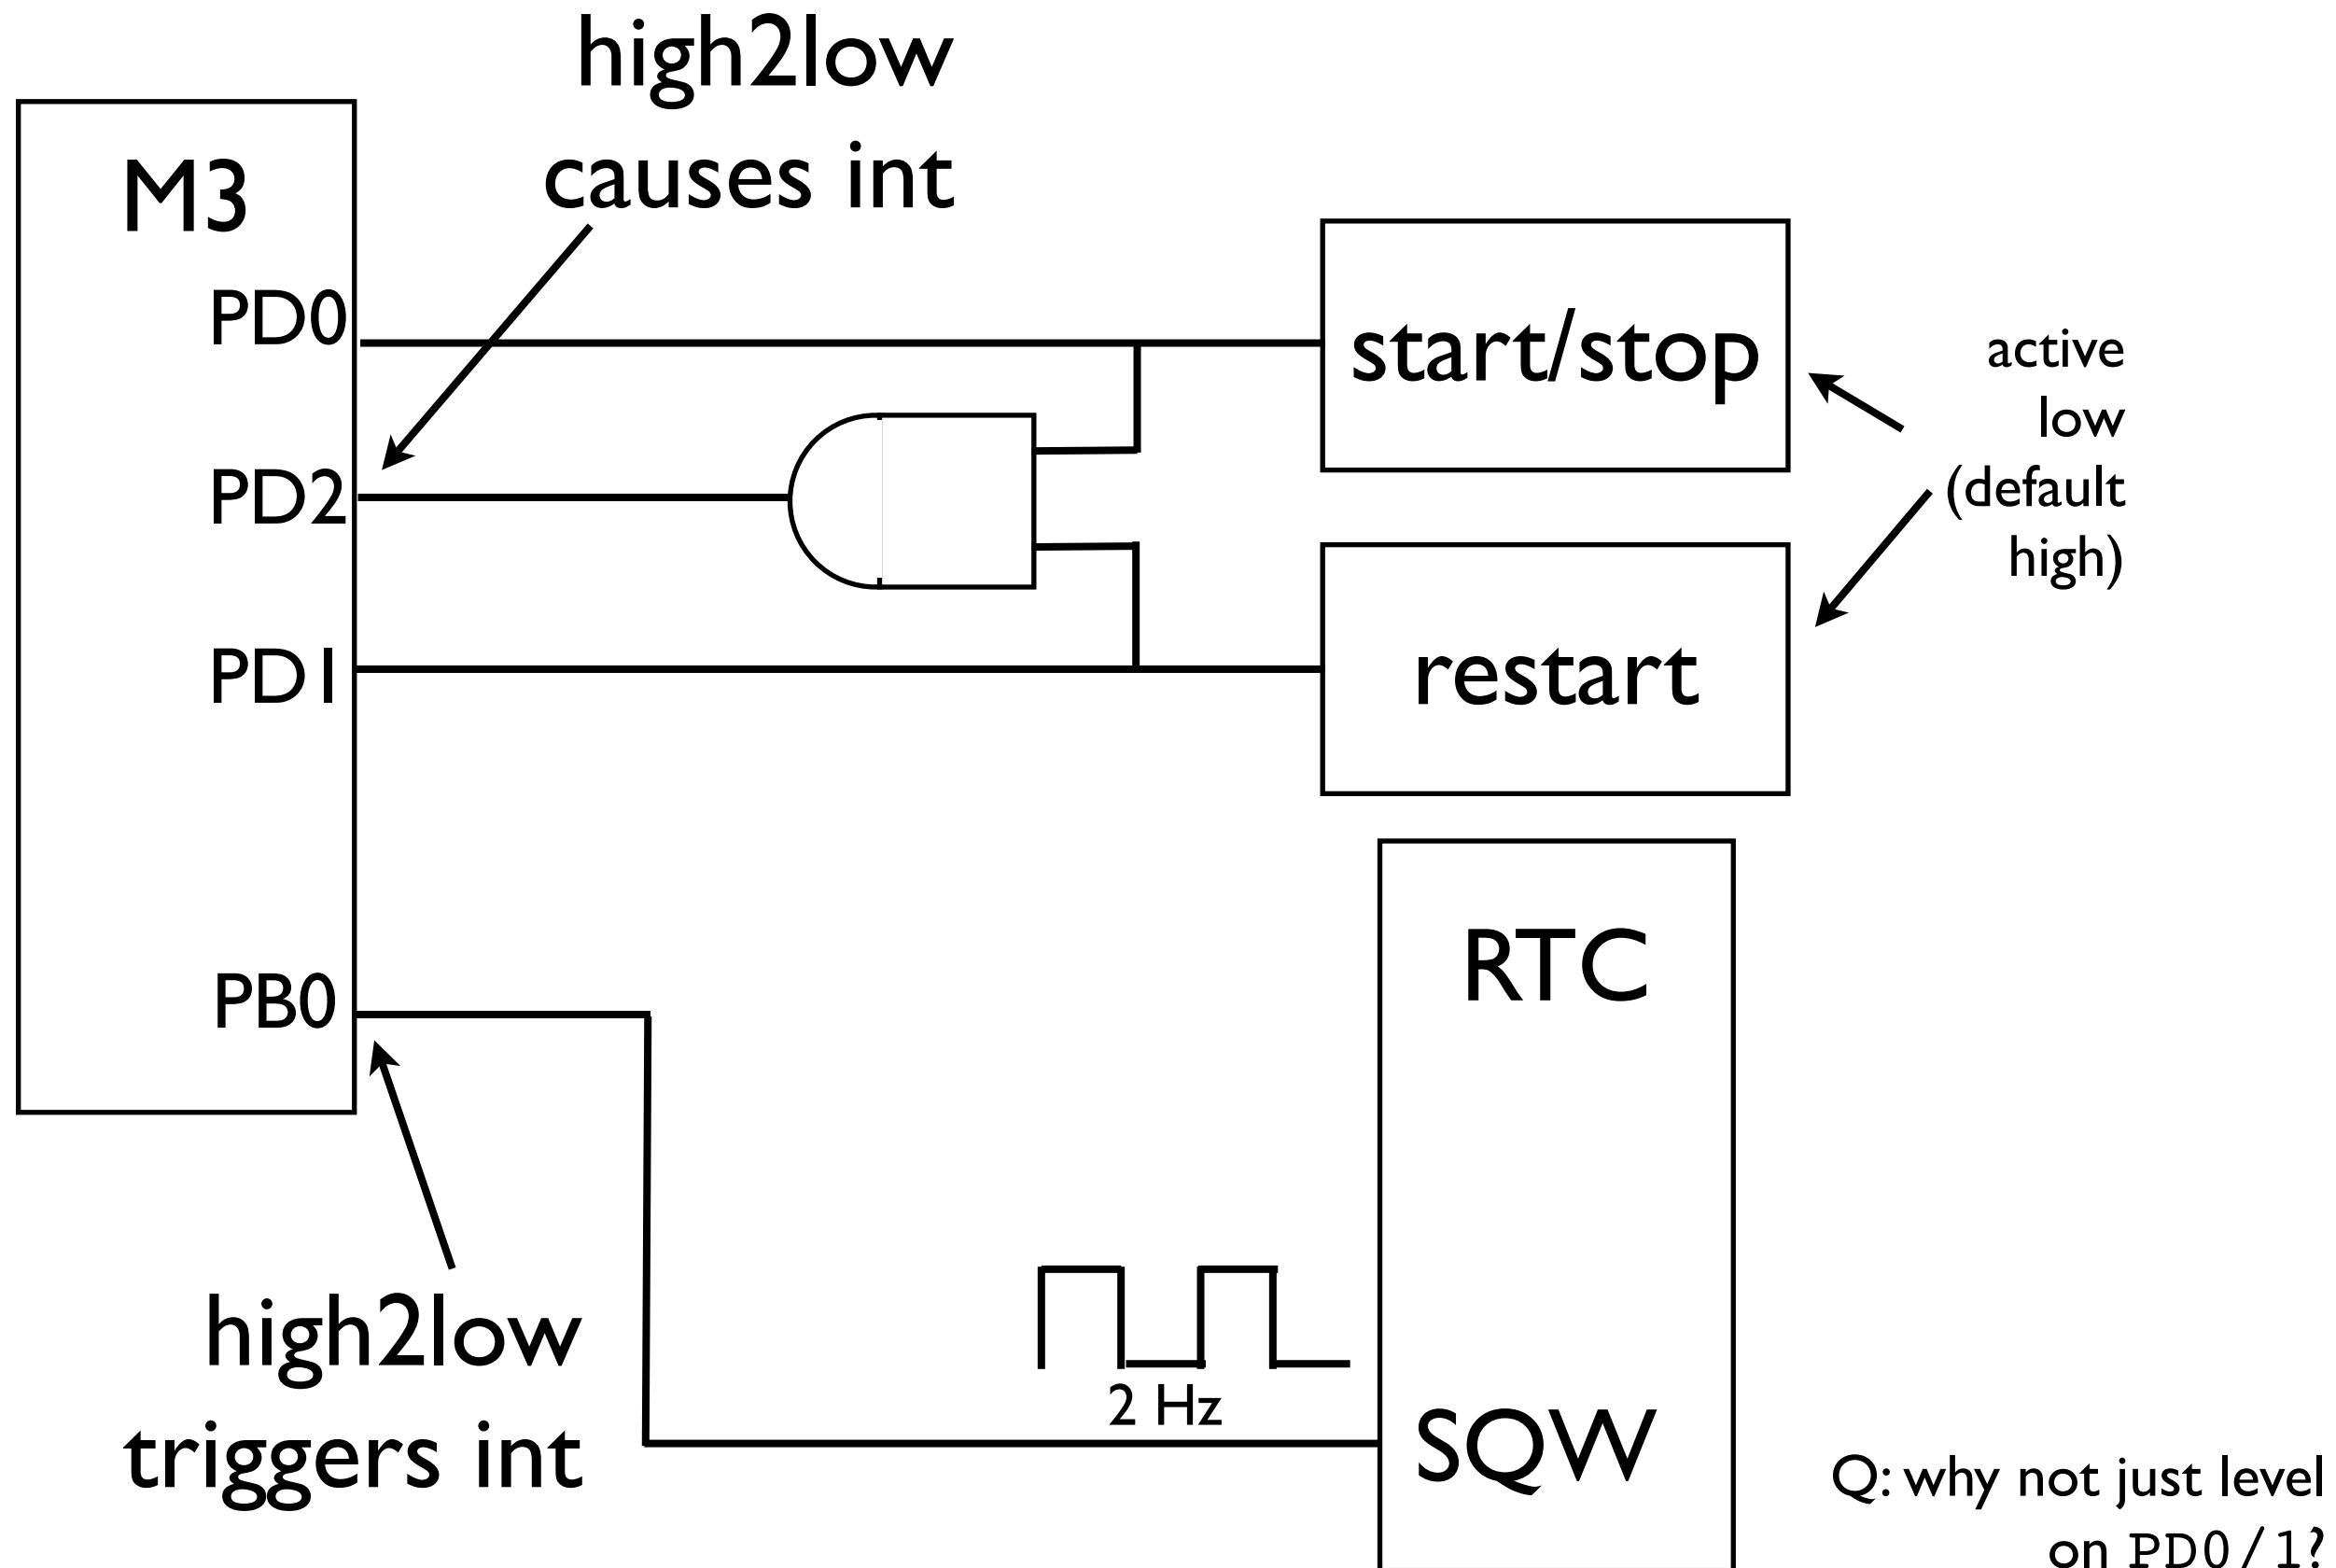 high2low
causes int
M3
PD0
start/stop
active
low
(default
high)
PD2
PD1
restart
PB0
RTC
high2low
triggers int
2 Hz
SQW
Q: why not just level
on PD0/1?